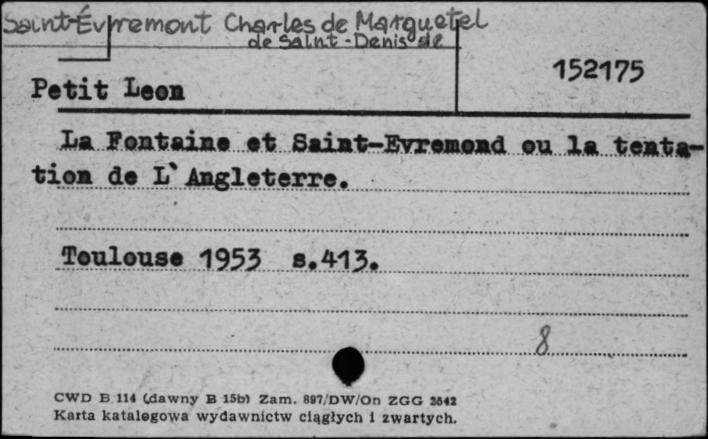 Saint-Évremont Charles de Marguetel
de Saint-Denis de
152175
Petit Leon
La Fontaine et Saint-Evremond ou la tenta-
tion de L`Angleterre.
Toulouse 1953 s.413.
8
CWD B 114 (dawny B 15b) Zam. 897/DW/On ZGG 3542
Karta katalogowa wydawnictw ciągłych i zwartych.